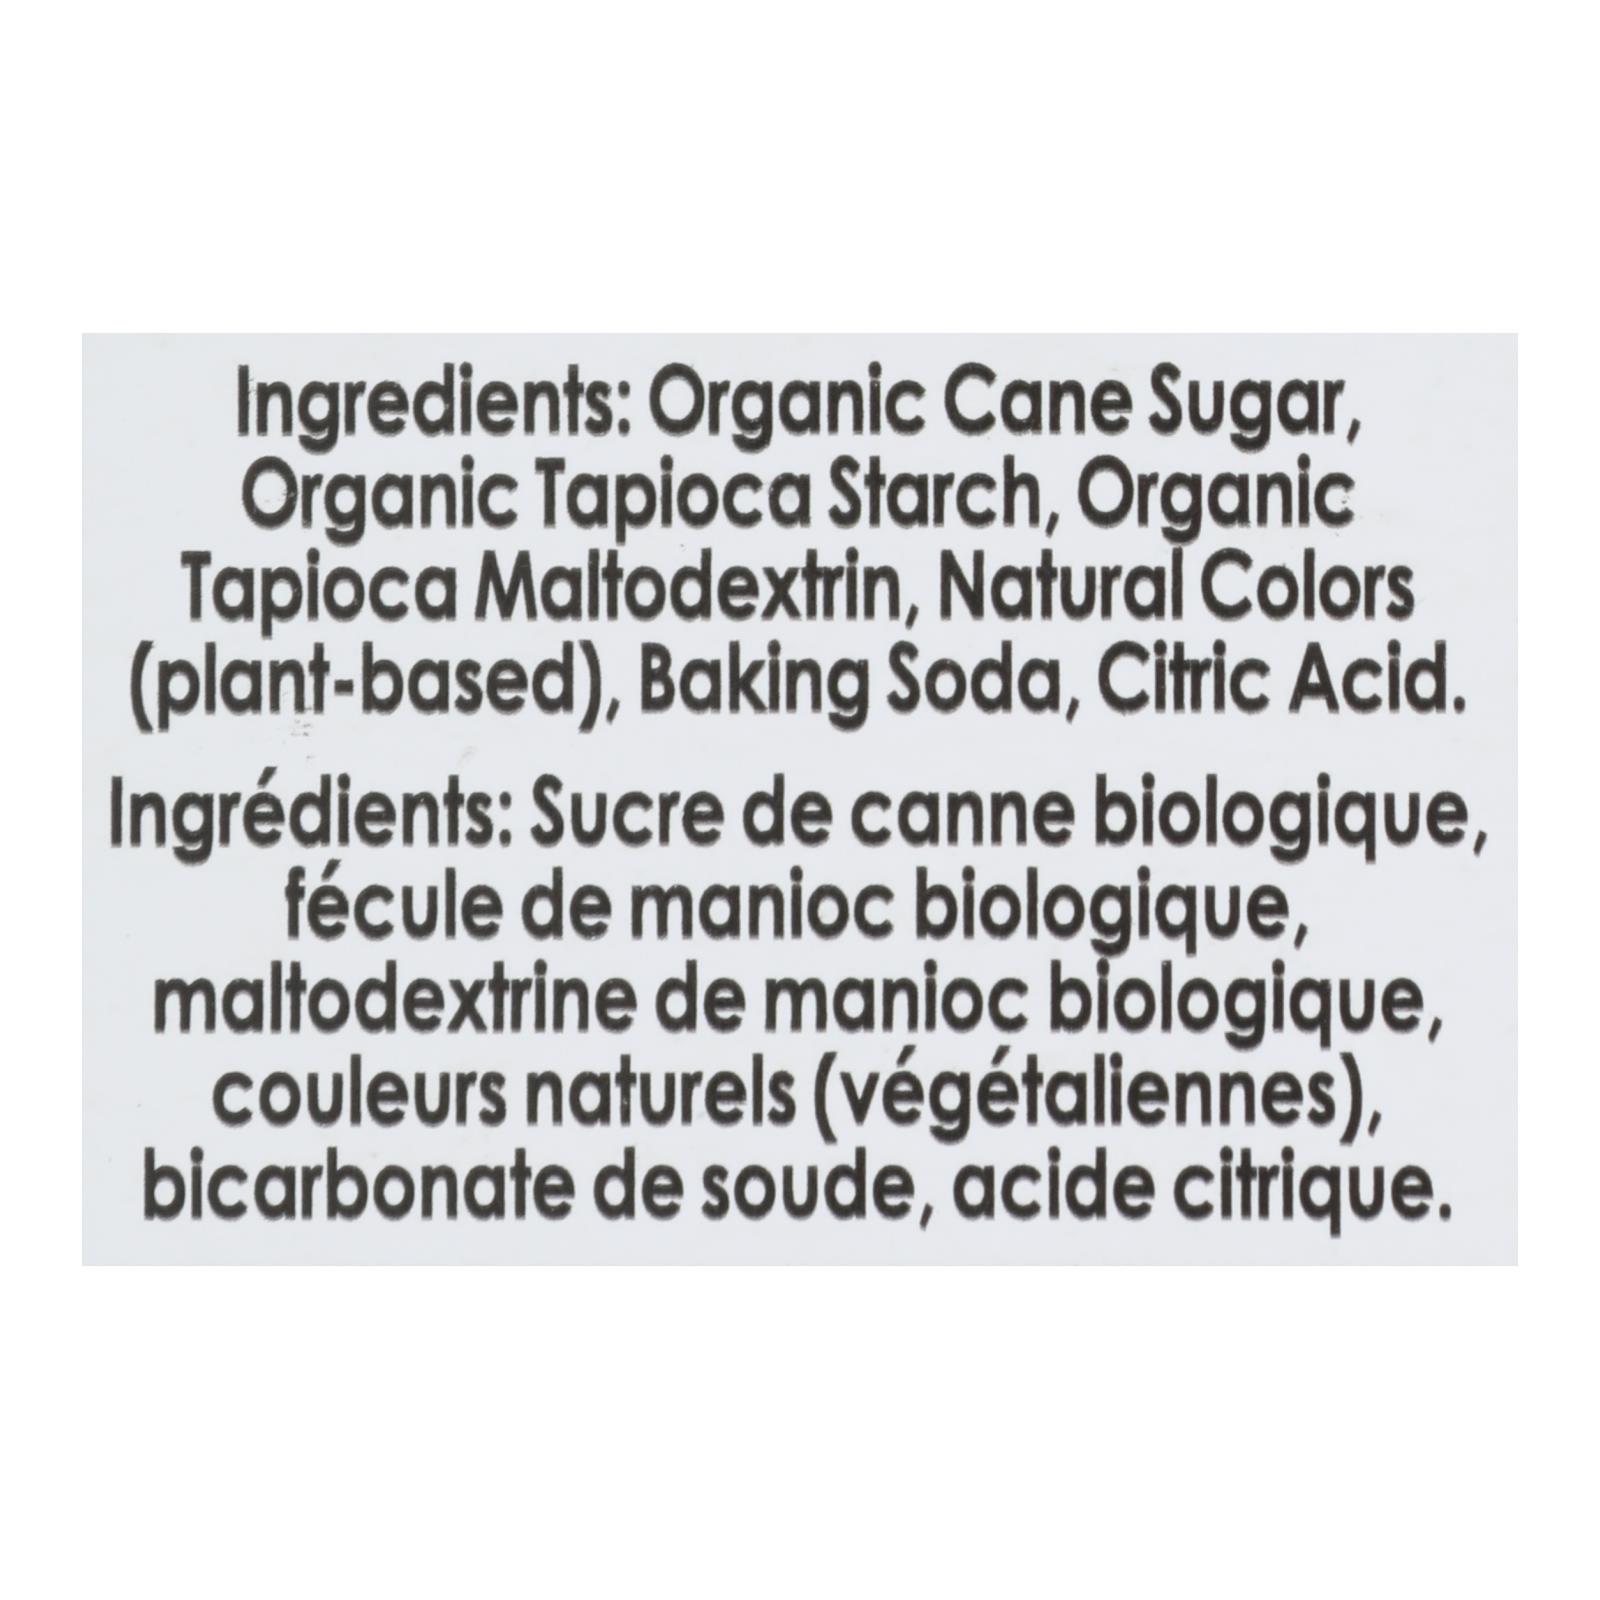 Ingredients: Organic Cane Sugar,
Organic Tapioca Starch, Organic
Tapioca Maltodextrin, Natural Colors
(plant-based), Baking Soda, Citric Acid.
Ingrédients: Sucre de canne biologique,
fécule de manioc biologique,
maltodextrine de manioc biologique,
couleurs naturels (végétaliennes),
bicarbonate de soude, acide citrique.